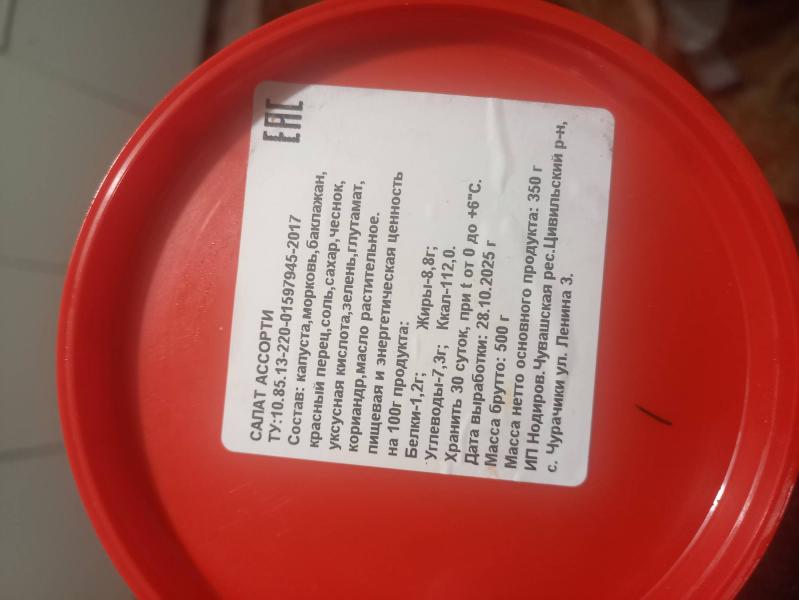 EAC
САЛАТ АССОРТИ
ТУ:10.85.13-220-01597945-2017
Состав: капуста,морковь,баклажан,
красный перец,соль,сахар,чеснок,
уксусная кислота,зелень,глутамат,
кориандр,масло растительное.
пищевая и энергетическая ценность
на 100г продукта:
Белки-1,2г; Жиры-8,8г;
Углеводы-7,3г; Ккал-112,0.
Хранить 30 суток, при t от 0 до +6"С.
Дата выработки: 28.10.2025 г
Масса брутто: 500 г
Масса нетто основного продукта: 350 г
ИП Нодиров.Чувашская рес.Цивильский р-н,
с. Чурачики ул. Ленина 3.